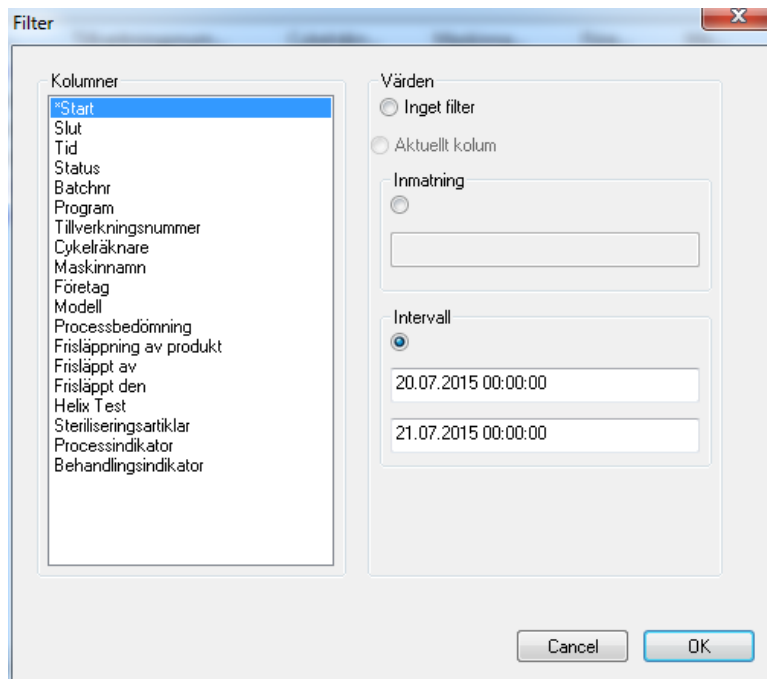 Filter
Kolumner
*Start
Slut
Tid
Status
Batchnr
Program
Tillverkningsnummer
Cykelräknare
Maskinnamn
Företag
Modell
Processbedömning
Frisläppning av produkt
Frisläppt av
Frisläppt den
Helix Test
Steriliseringsartiklar
Processindikator
Behandlingsindikator
Värden
Inget filter
Aktuellt kolum
Inmatning
Intervall
20.07.2015 00:00:00
21.07.2015 00:00:00
Cancel
OK